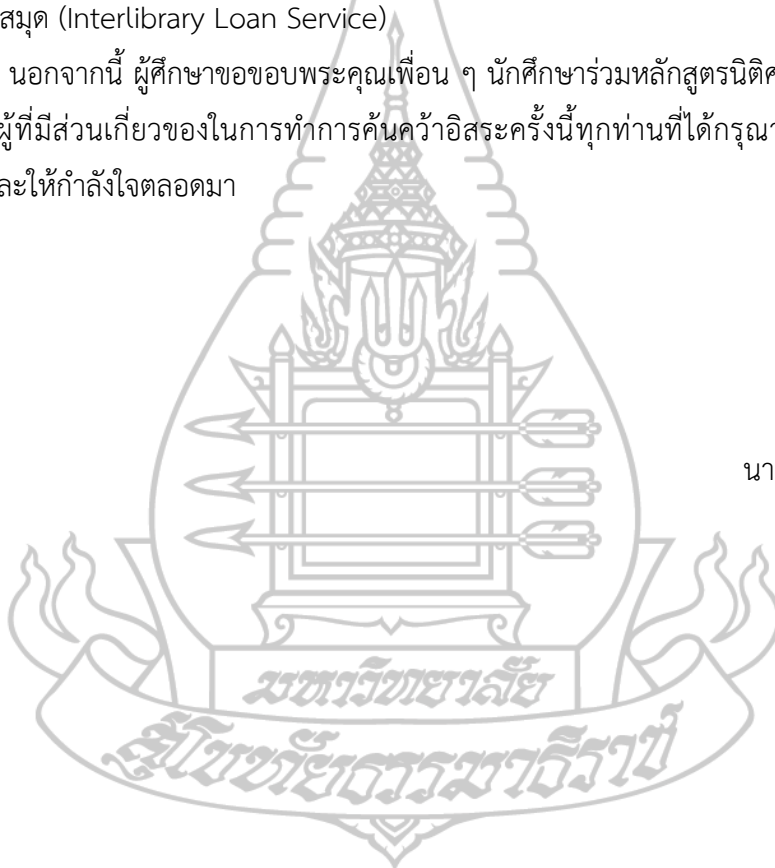 สมุด (Interlibrary Loan Service)
นอกจากนี้ ผู้ศึกษาขอขอบพระคุณเพื่อน ๆ นักศึกษาร่วมหลักสูตรนิติศ
ผู้ที่มีส่วนเกี่ยวของในการทำการค้นคว้าอิสระครั้งนี้ทุกท่านที่ได้กรุณา
ละให้กำลังใจตลอดมา
นา
มหาวิทยาลัย
สุโขทัยธรรมาธิราช